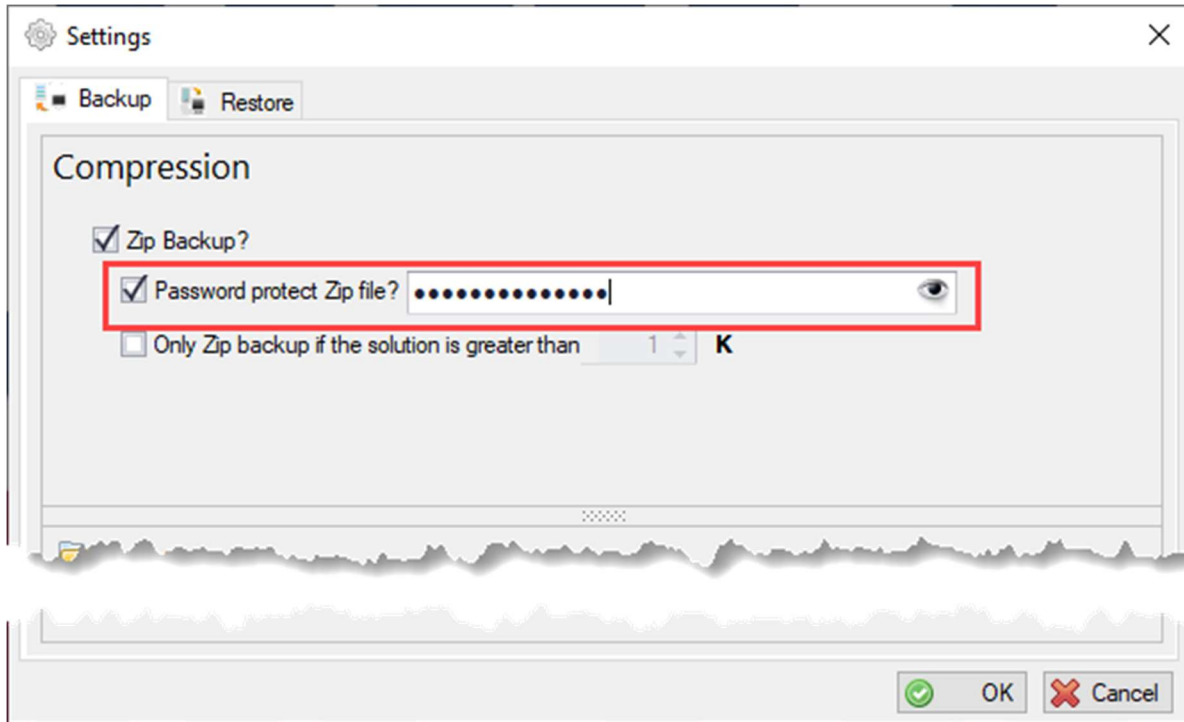 Settings
Backup Restore
Compression
Zip Backup?
Password protect Zip file? ••••••••••••••
Only Zip backup if the solution is greater than 1 K
OK Cancel